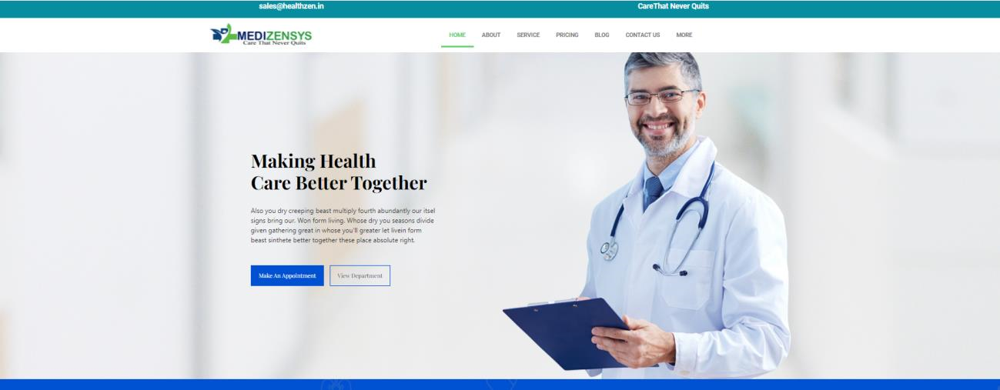 sales@healthzen.in
CareThat Never Quits
MEDIZENSYS
Care That Never Quits
HOME ABOUT SERVICE PRICING BLOG CONTACT US MORE
Making Health
Care Better Together
Also you dry creeping beast multiply fourth abundantly our itsel
signs bring our. Won form living. Whose dry you seasons divide
given gathering great in whose you'll greater let livein form
beast sinthete better together these place absolute right.
Make An Appointment
View Department